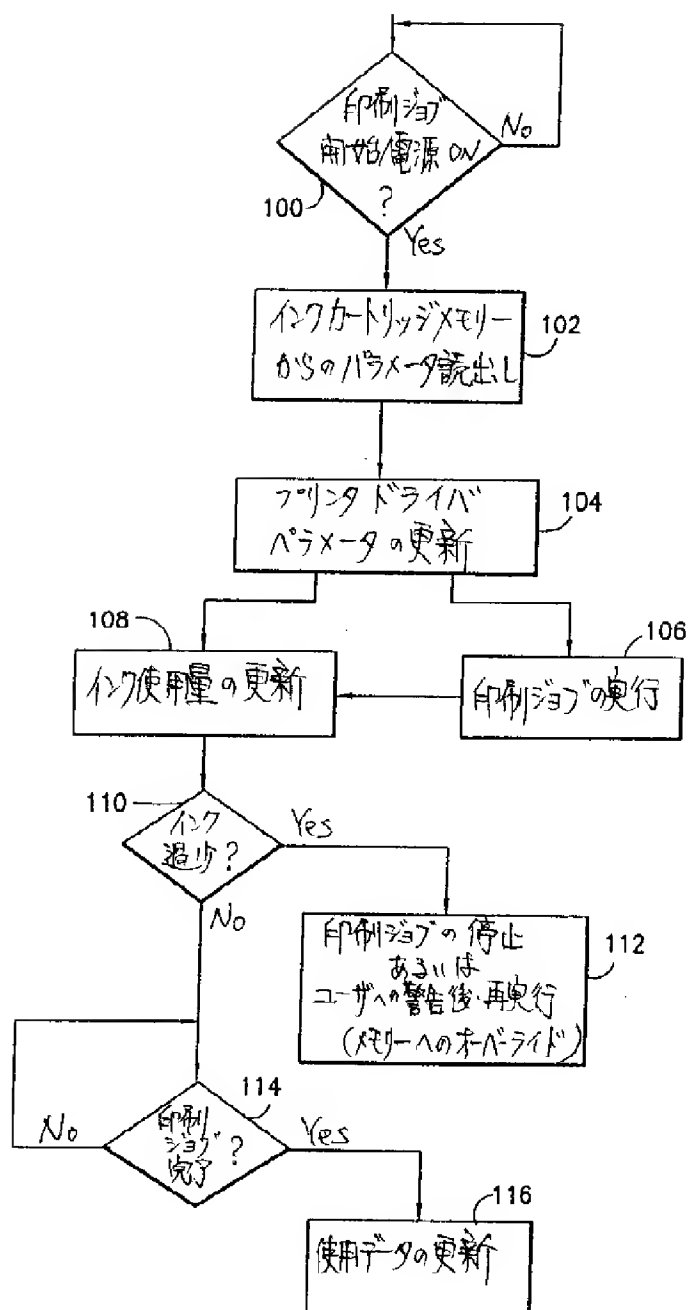 印刷ジョブ
開始/電源 ON
?
No
100
Yes
インクカートリッジメモリー
からのパラメータ読出し
102
プリンタドライバ
パラメータの更新
104
108
インク使用量の更新
106
印刷ジョブの実行
110
インク
過少?
Yes
No
印刷ジョブの停止
あるいは
ユーザへの警告後・再実行
(メモリーへのオーバーライド)
112
114
印刷
ジョブ
完了
?
No
Yes
116
使用データの更新